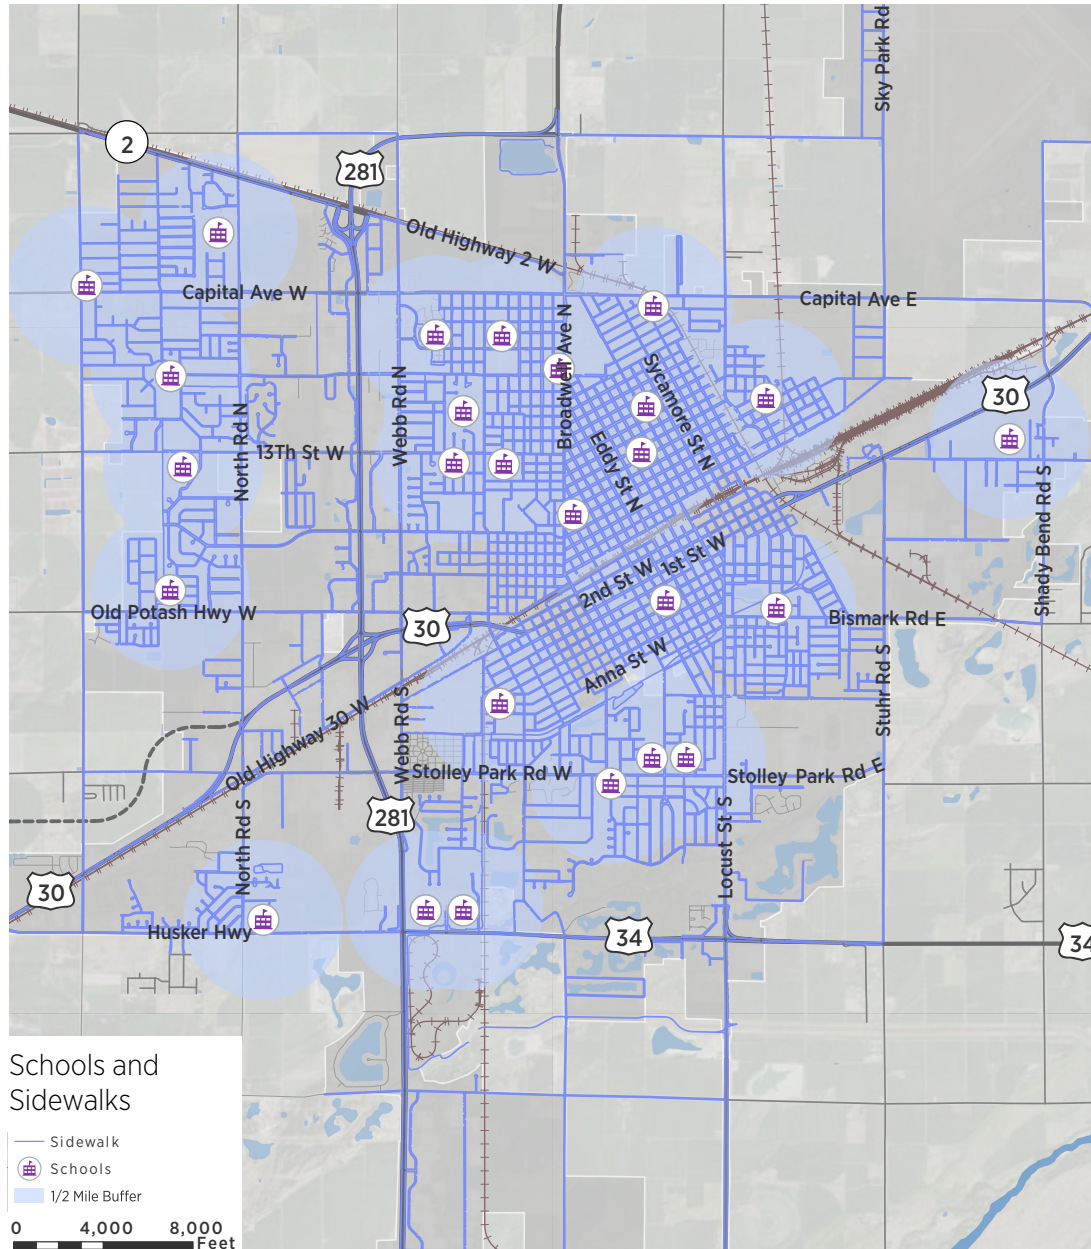 Sky Park Rd
2
281
Old Highway 2 W
Capital Ave W
Capital Ave E
Broadwell Ave N
Sycamore St N
Webb Rd N
30
North Rd N
13Th St W
Eddy St N
Shady Bend Rd S
1st St W
2nd St W
Old Potash Hwy W
30
Bismark Rd E
Anna St W
Stuhr Rd S
Webb Rd S
Old Highway 30 W
Stolley Park Rd W
Stolley Park Rd E
281
North Rd S
Locust St S
30
Husker Hwy
34
34
Schools and
Sidewalks
Sidewalk
Schools
1/2 Mile Buffer
0 4,000 8,000
Feet